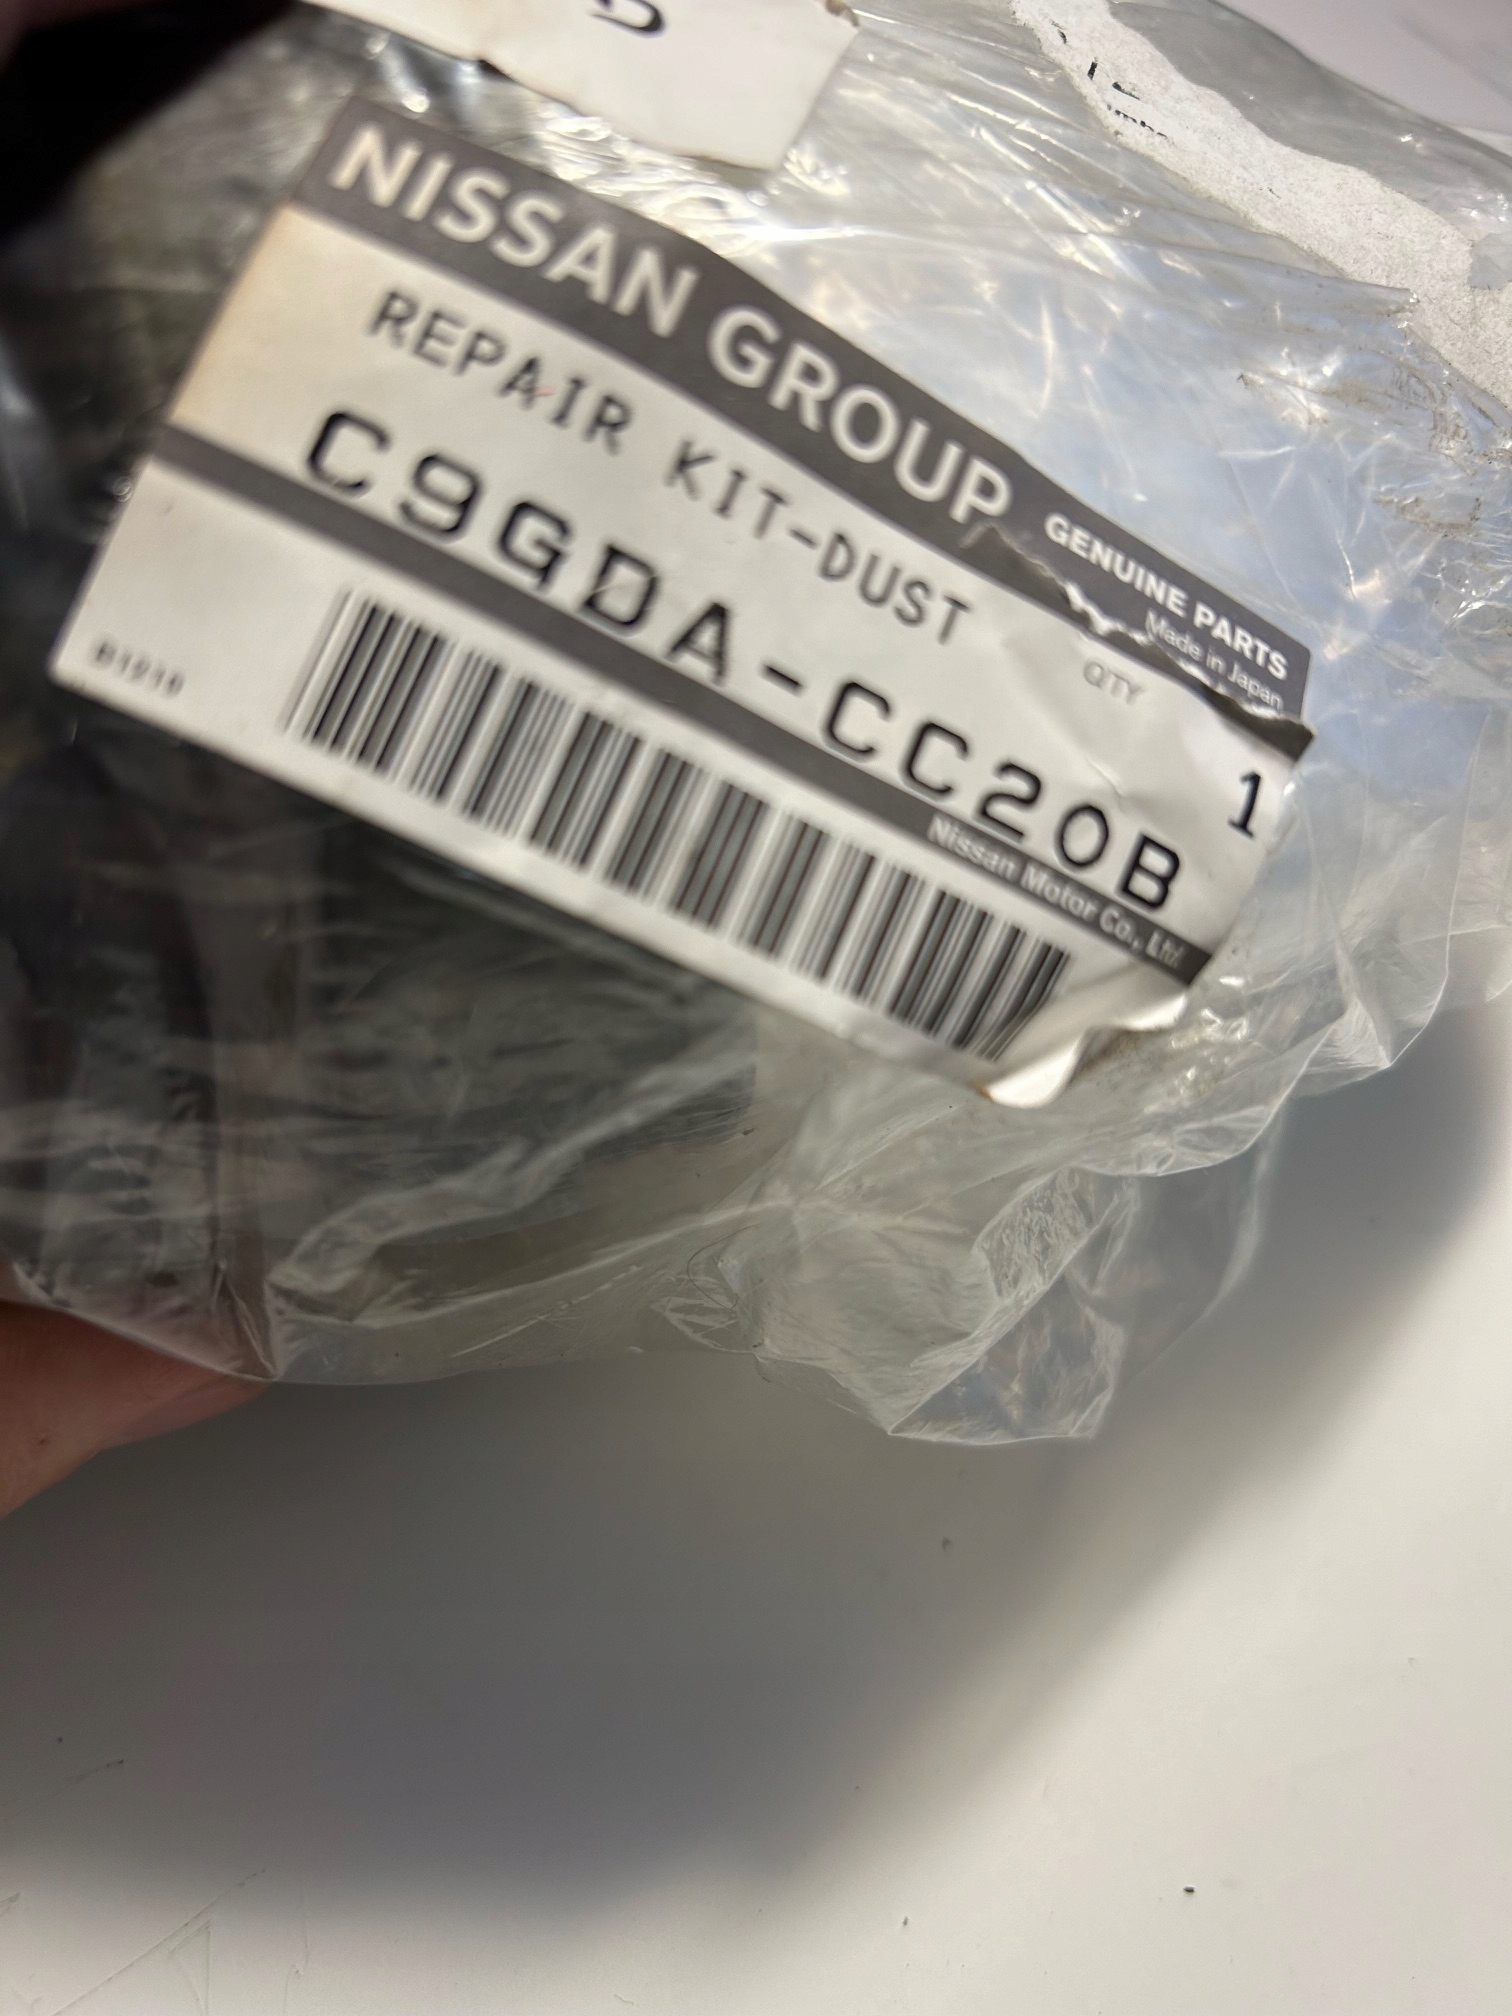 NISSAN GROUP GENUINE PARTS
Made in Japan
REPAIR KIT-DUST
QTY
1
C9GDA-CC20B
Nissan Motor Co., Ltd.